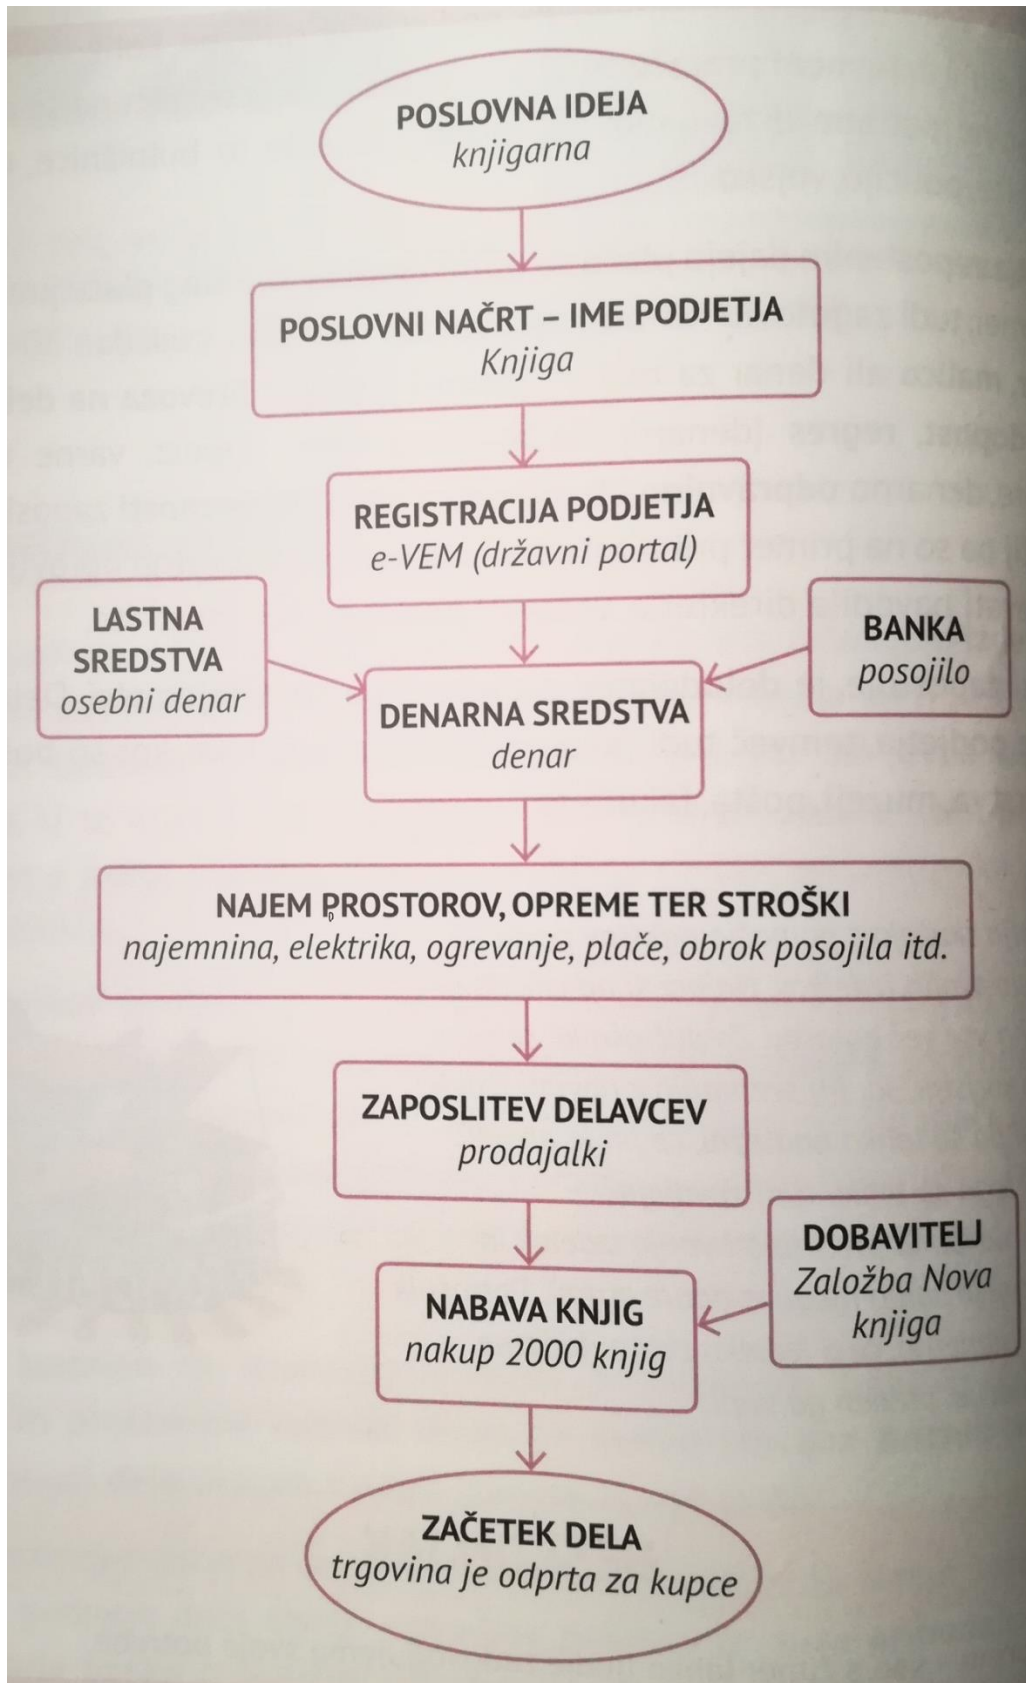 POSLOVNA IDEJA
knjigarna
POSLOVNI NAČRT – IME PODJETJA
Knjiga
REGISTRACIJA PODJETJA
e-VEM (državni portal)
LASTNA
SREDSTVA
osebni denar
BANKA
posojilo
DENARNA SREDSTVA
denar
NAJEM PROSTOROV, OPREME TER STROŠKI
najemnina, elektrika, ogrevanje, plače, obrok posojila itd.
ZAPOSLITEV DELAVCEV
prodajalki
DOBAVITELJ
Založba Nova
knjiga
NABAVA KNJIG
nakup 2000 knjig
ZAČETEK DELA
trgovina je odprta za kupce